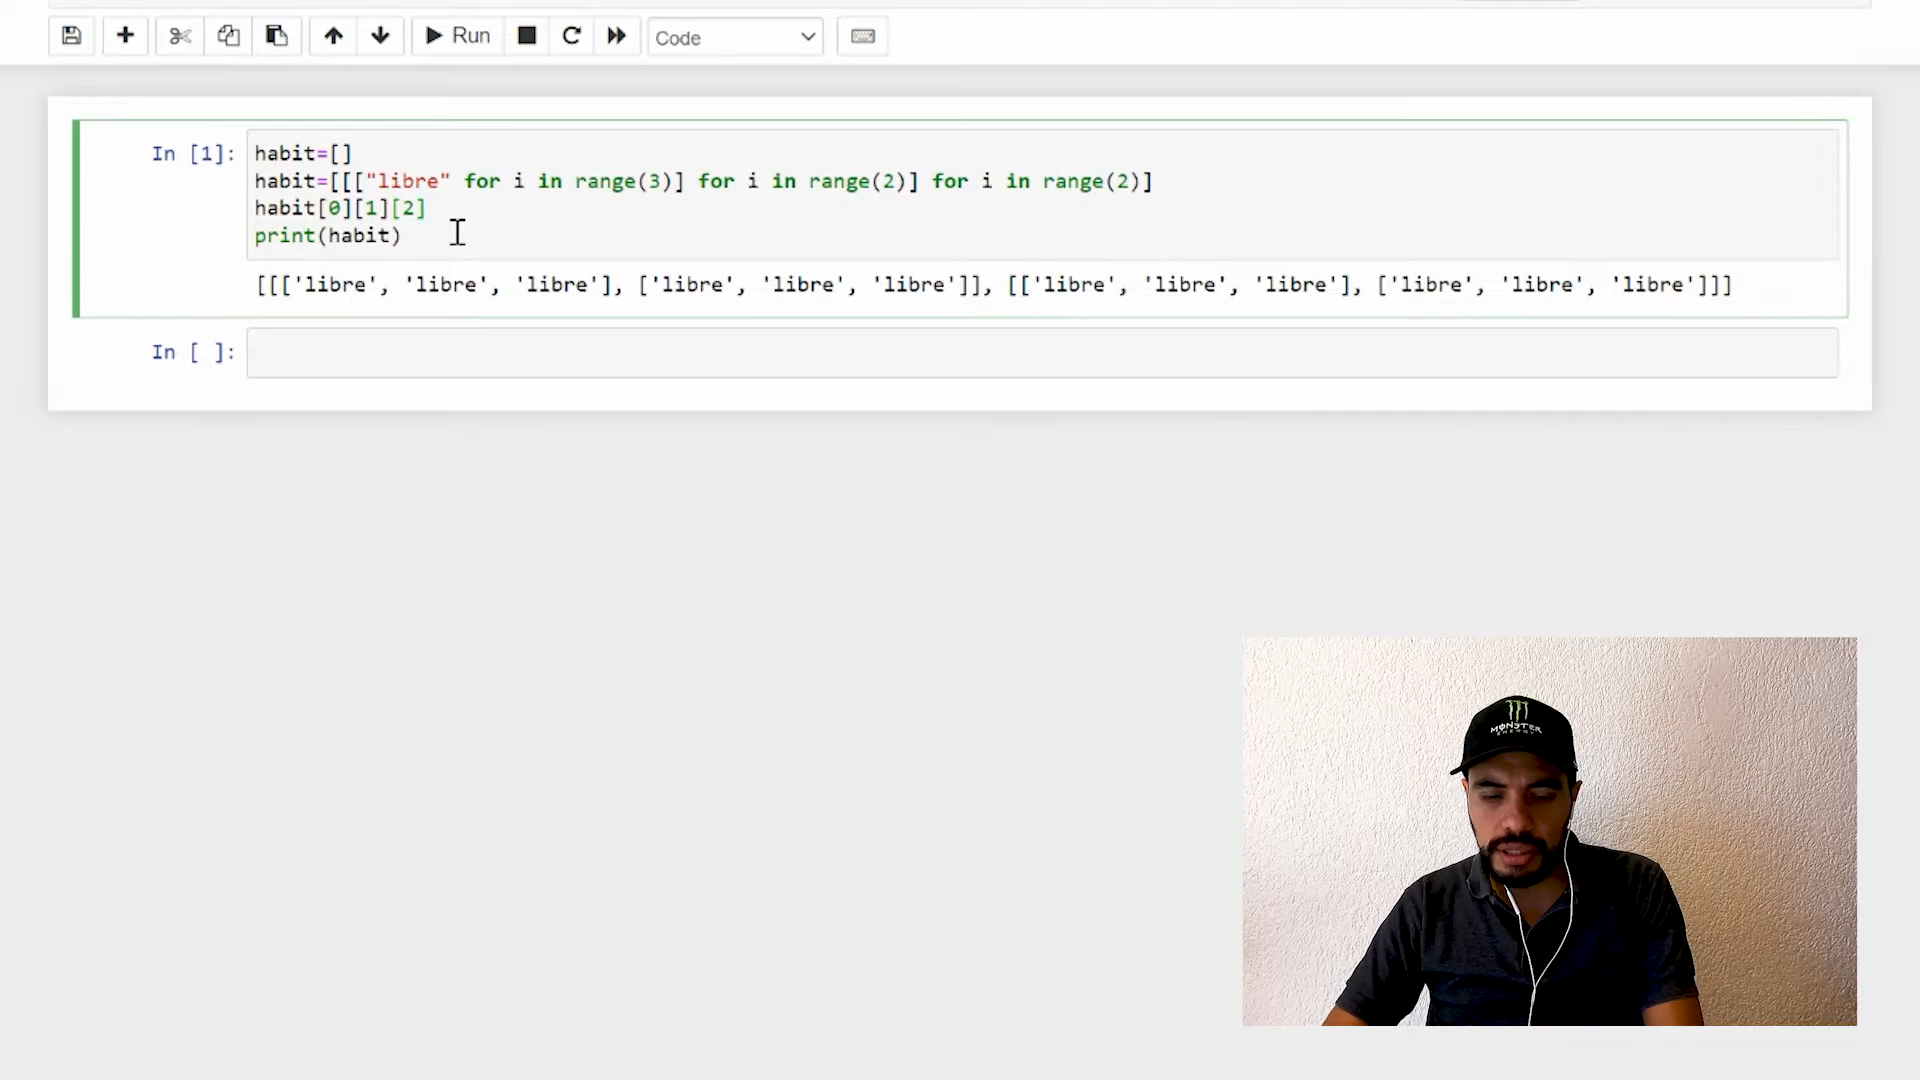 Run
Code
In [1]:
habit=[]
habit=[[["libre" for i in range(3)] for i in range(2)] for i in range(2)]
habit[0][1][2]
print(habit)
[[['libre', 'libre', 'libre'], ['libre', 'libre', 'libre']], [['libre', 'libre', 'libre'], ['libre', 'libre', 'libre']]]
In [ ]:
MONSTER
ENERGY